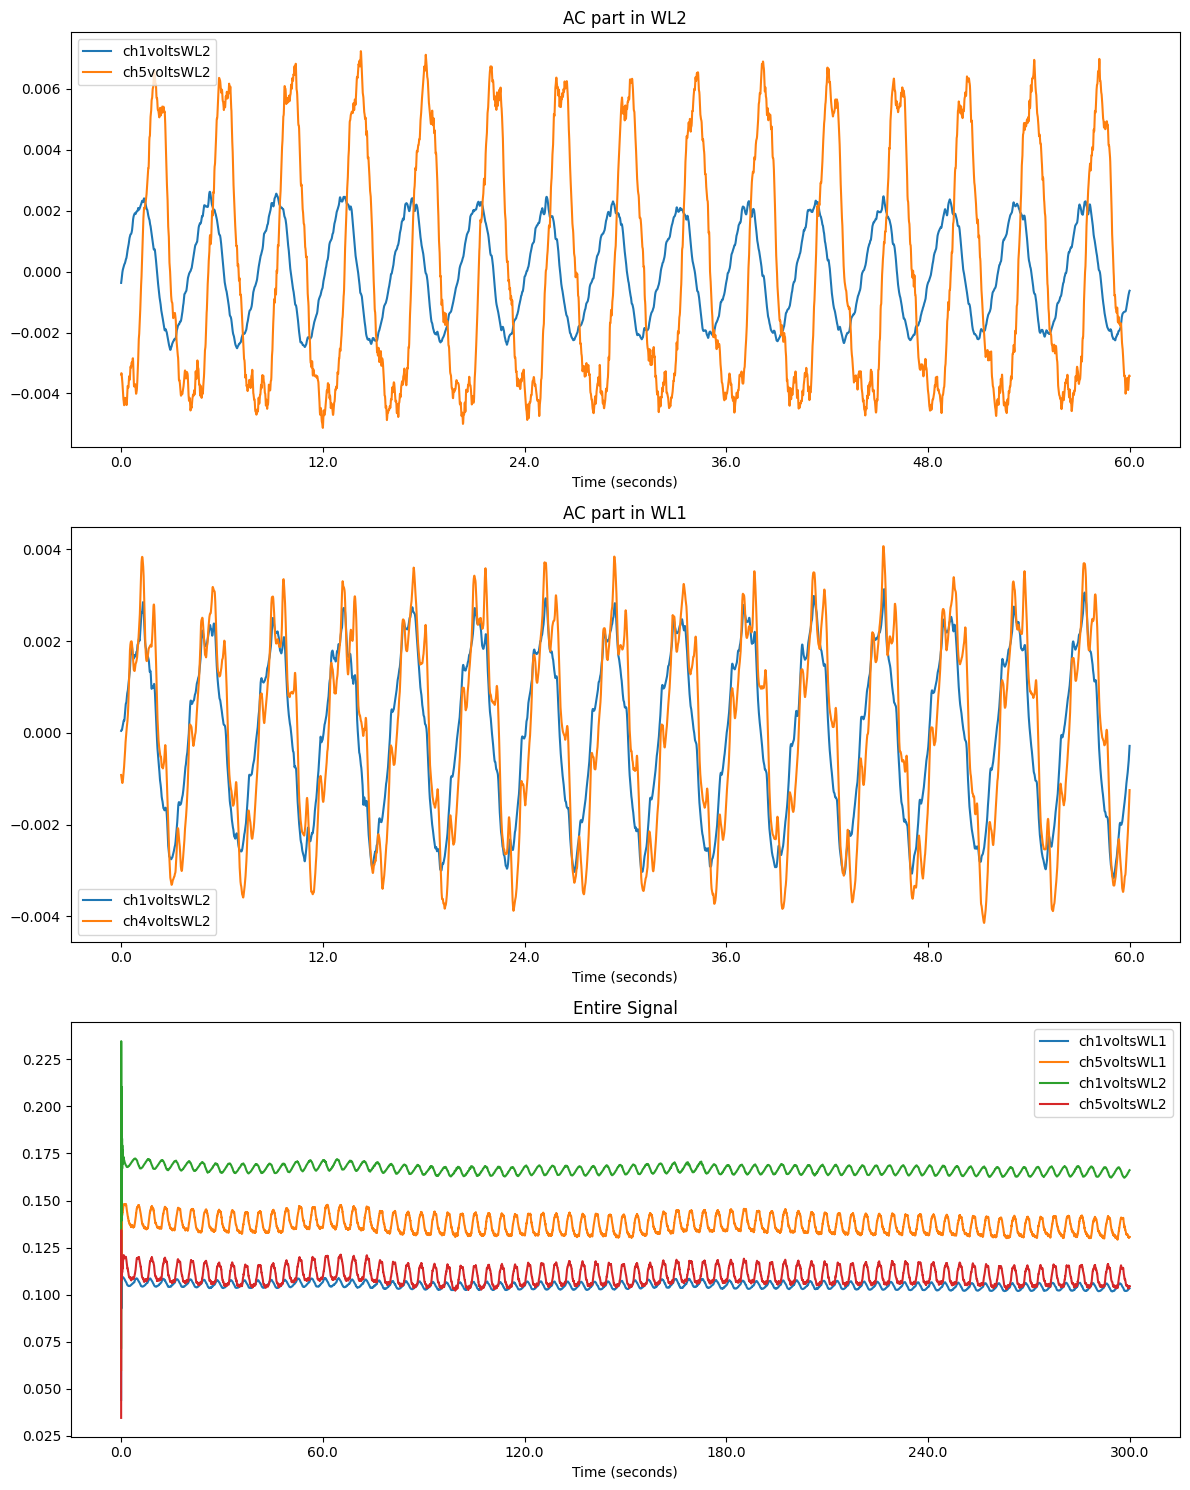 AC part in WL2
ch1voltsWL2
ch5voltsWL2
0.006
0.004
0.002
0.000
−0.002
−0.004
0.0 12.0 24.0 36.0 48.0 60.0
Time (seconds)
AC part in WL1
0.004
0.002
0.000
−0.002
−0.004
ch1voltsWL2
ch4voltsWL2
0.0 12.0 24.0 36.0 48.0 60.0
Time (seconds)
Entire Signal
ch1voltsWL1
ch5voltsWL1
ch1voltsWL2
ch5voltsWL2
0.225
0.200
0.175
0.150
0.125
0.100
0.075
0.050
0.025
0.0 60.0 120.0 180.0 240.0 300.0
Time (seconds)